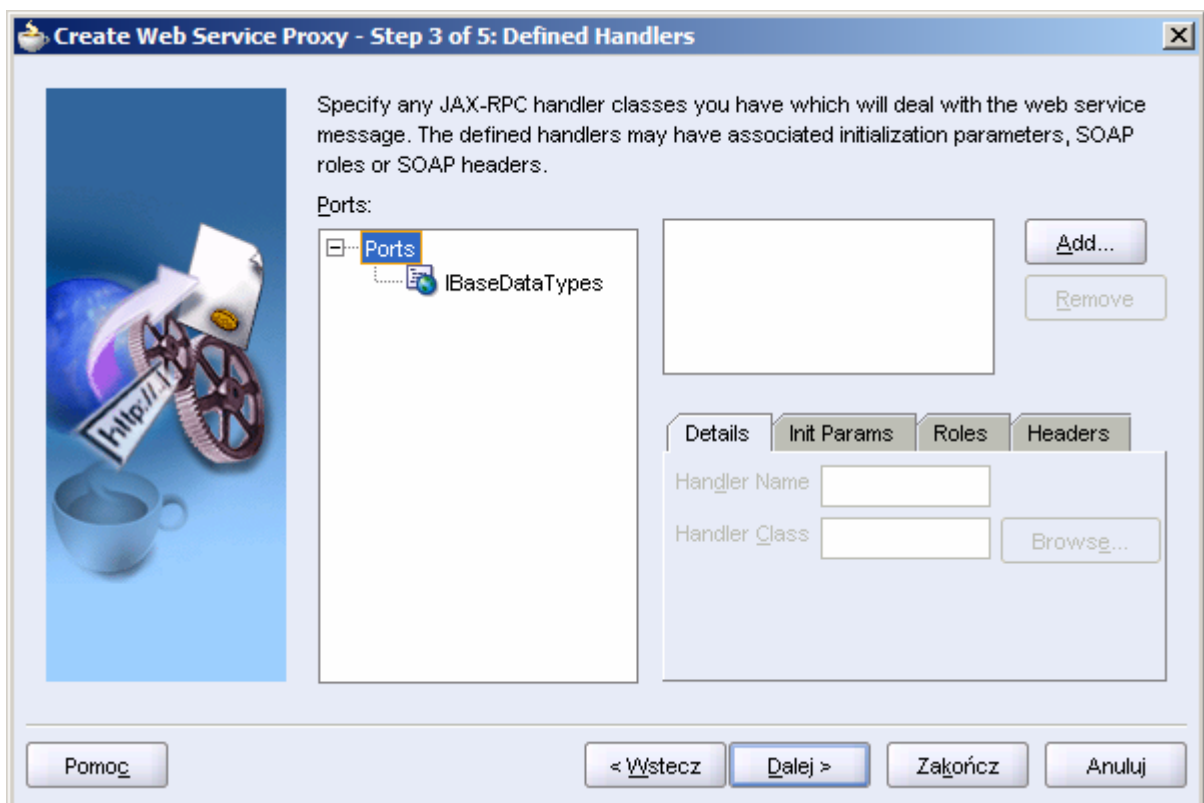 Create Web Service Proxy - Step 3 of 5: Defined Handlers
Specify any JAX-RPC handler classes you have which will deal with the web service
message. The defined handlers may have associated initialization parameters, SOAP
roles or SOAP headers.
Ports:
Ports
IBaseDataTypes
Add...
Remove
Details Init Params Roles Headers
Handler Name
Handler Class Browse...
http://.
Pomoc < Wstecz Dalej > Zakończ Anuluj